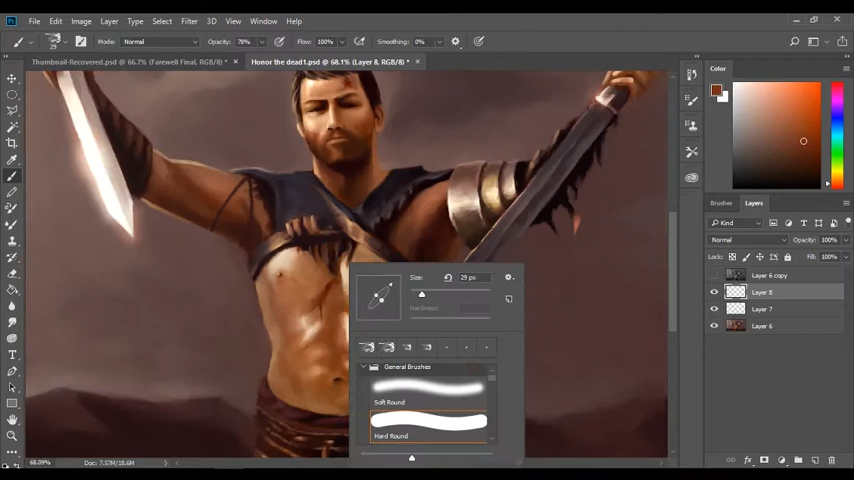 Ps File Edit Image Layer Type Select Filter 3D View Window Help
29 Mode: Normal Opacity: 78% Flow: 100% Smoothing: 0%
Thumbnail-Recovered.psd @ 66.7% (Farewell Final, RGB/8) * × Honor the dead1.psd @ 68.1% (Layer 8, RGB/8) * ×
Color
Size: 29 px
Hardness:
General Brushes
Soft Round
Hard Round
Brushes Layers
Kind
Normal Opacity: 100%
Lock: Fill: 100%
Layer 6 copy
Layer 8
Layer 7
Layer 6
68.09% Doc: 7.57M/18.6M
fx